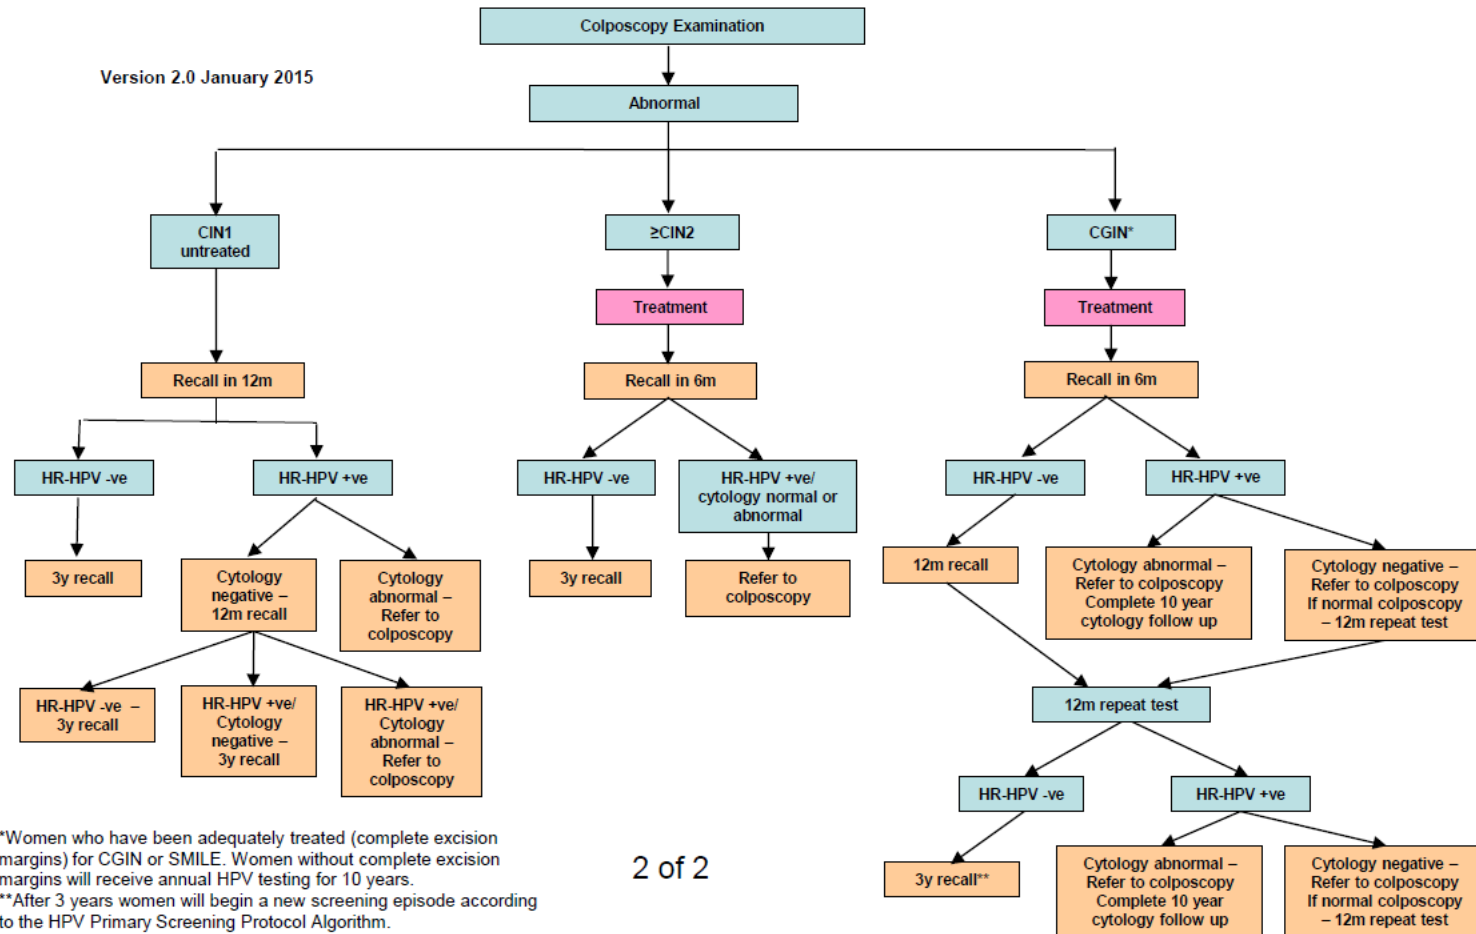 Colposcopy Examination
Version 2.0 January 2015
Abnormal
CIN1
untreated
≥CIN2
CGIN*
Treatment
Treatment
Recall in 12m
Recall in 6m
Recall in 6m
HR-HPV -ve
HR-HPV +ve
HR-HPV -ve
HR-HPV +ve/
cytology normal or
abnormal
HR-HPV -ve
HR-HPV +ve
3y recall
Cytology
negative –
12m recall
Cytology
abnormal –
Refer to
colposcopy
3y recall
Refer to
colposcopy
12m recall
Cytology abnormal –
Refer to colposcopy
Complete 10 year
cytology follow up
Cytology negative –
Refer to colposcopy
If normal colposcopy
– 12m repeat test
HR-HPV -ve –
3y recall
HR-HPV +ve/
Cytology
negative –
3y recall
HR-HPV +ve/
Cytology
abnormal –
Refer to
colposcopy
12m repeat test
HR-HPV -ve
HR-HPV +ve
3y recall**
Cytology abnormal –
Refer to colposcopy
Complete 10 year
cytology follow up
Cytology negative –
Refer to colposcopy
If normal colposcopy
– 12m repeat test
*Women who have been adequately treated (complete excision
margins) for CGIN or SMILE. Women without complete excision
margins will receive annual HPV testing for 10 years.
**After 3 years women will begin a new screening episode according
to the HPV Primary Screening Protocol Algorithm.
2 of 2